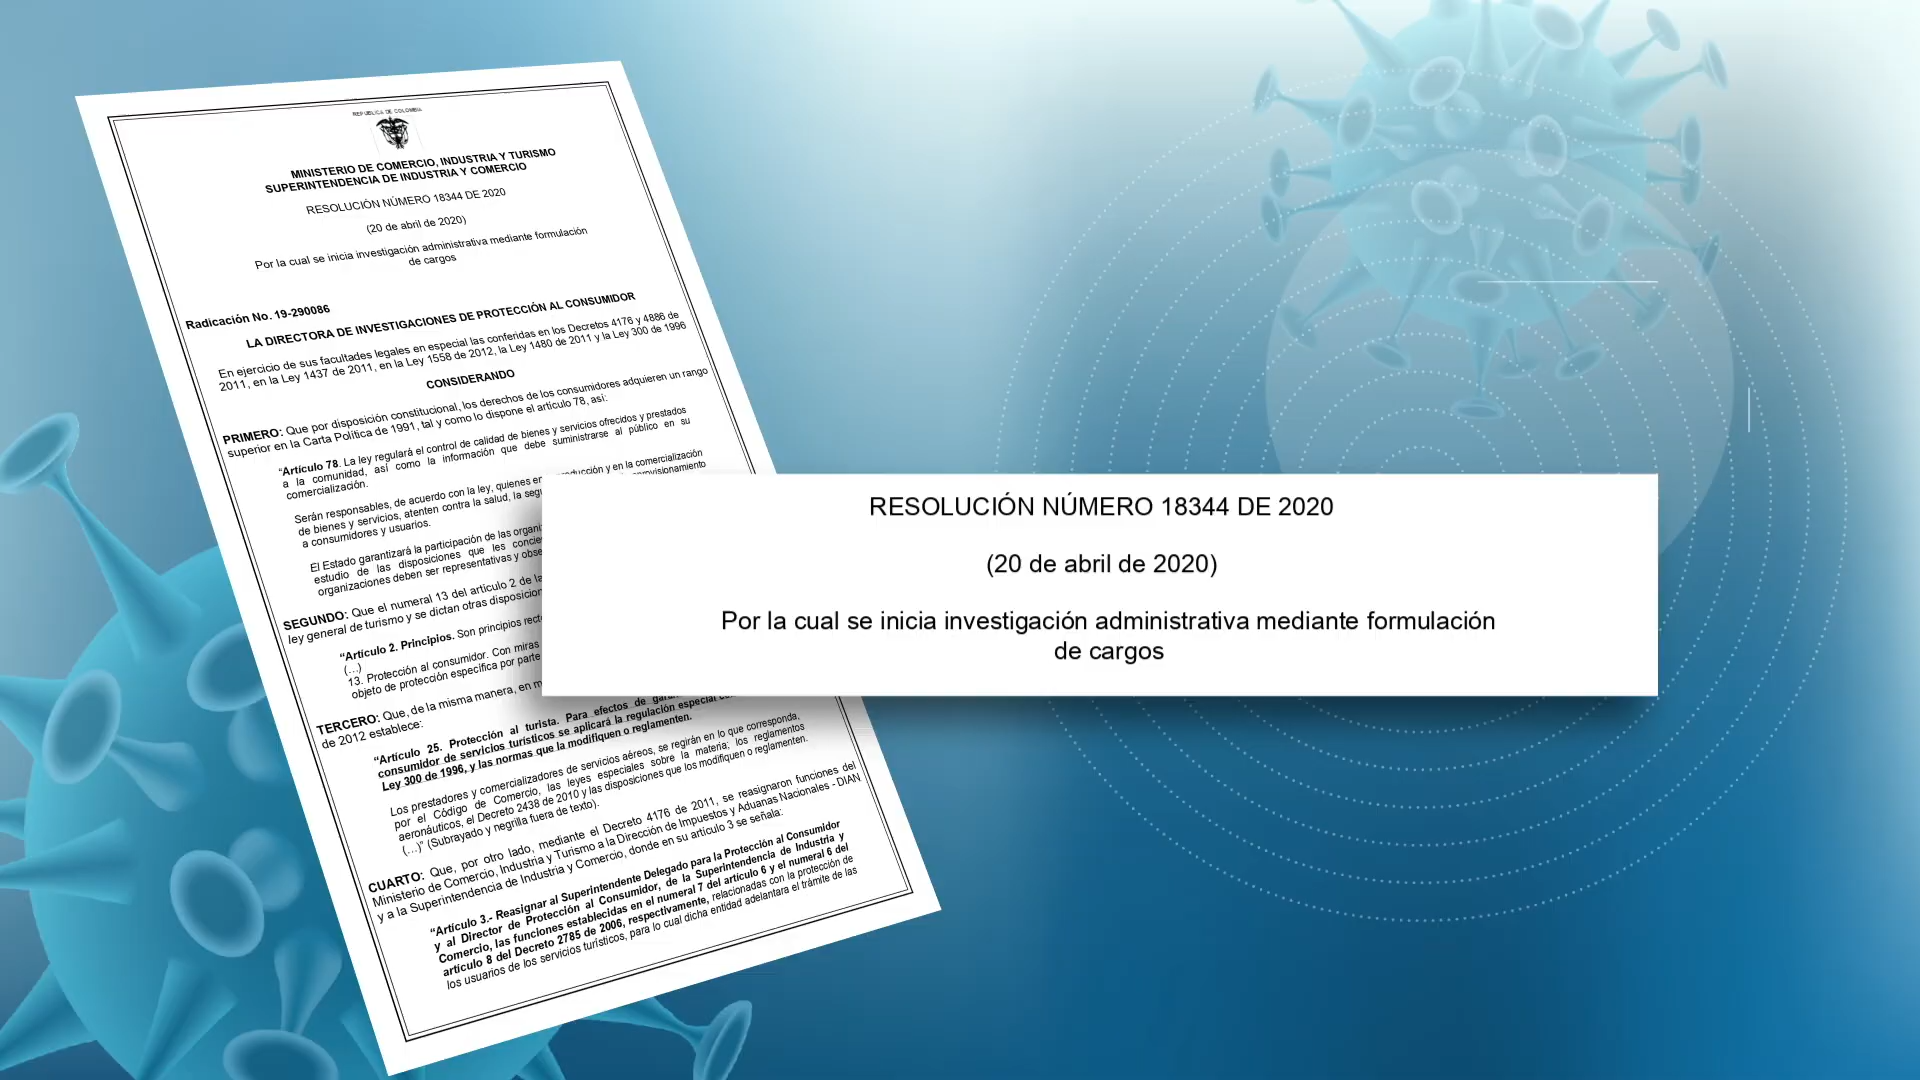 REPÚBLICA DE COLOMBIA
MINISTERIO DE COMERCIO, INDUSTRIA Y TURISMO
SUPERINTENDENCIA DE INDUSTRIA Y COMERCIO
RESOLUCIÓN NÚMERO 18344 DE 2020
(20 de abril de 2020)
Por la cual se inicia investigación administrativa mediante formulación
de cargos
Radicación No. 19-290086
LA DIRECTORA DE INVESTIGACIONES DE PROTECCIÓN AL CONSUMIDOR
En ejercicio de sus facultades legales en especial las conferidas en los Decretos 4176 y 4886 de
2011, en la Ley 1437 de 2011, en la Ley 1558 de 2012, la Ley 1480 de 2011 y la Ley 300 de 1996
CONSIDERANDO
PRIMERO: Que por disposición constitucional, los derechos de los consumidores adquieren un rango
superior en la Carta Política de 1991, tal y como lo dispone el artículo 78, así:
“Artículo 78. La ley regulará el control de calidad de bienes y servicios ofrecidos y prestados
a la comunidad, así como la información que debe suministrarse al público en su
comercialización.
Serán responsables, de acuerdo con la ley, quienes en producción y en la comercialización
de bienes y servicios, atenten contra la salud, la aprovisionamiento
a consumidores y usuarios.
El Estado garantizará la participación de las
estudio de las disposiciones que les
organizaciones deben ser representativas y
SEGUNDO: Que el numeral 13 del artículo 2 de la
ley general de turismo y se dictan otras
“Artículo 2. Principios. Son principios
(...)
13. Protección al consumidor. Con miras
objeto de protección específica por parte
TERCERO: Que, de la misma manera, en
de 2012 establece:
“Artículo 25. Protección al turista. Para efectos de
consumidor de servicios turísticos se aplicará la regulación especial
Ley 300 de 1996, y las normas que la modifiquen o reglamenten.
Los prestadores y comercializadores de servicios aéreos, se regirán en lo que corresponda,
por el Código de Comercio, las leyes especiales sobre la materia; los reglamentos
aeronáuticos, el Decreto 2438 de 2010 y las disposiciones que los modifiquen o reglamenten.
(...)” (Subrayado y negrilla fuera de texto).
CUARTO: Que, por otro lado, mediante el Decreto 4176 de 2011, se reasignaron funciones del
Ministerio de Comercio, Industria y Turismo a la Dirección de Impuestos y Aduanas Nacionales - DIAN
y a la Superintendencia de Industria y Comercio, donde en su artículo 3 se señala:
“Artículo 3.- Reasignar al Superintendente Delegado para la Protección al Consumidor
y al Director de Protección al Consumidor, de la Superintendencia de Industria y
Comercio, las funciones establecidas en el numeral 7 del artículo 6 y el numeral 6 del
artículo 8 del Decreto 2785 de 2006, respectivamente, relacionadas con la protección de
los usuarios de los servicios turísticos, para lo cual dicha entidad adelantara el trámite de las
RESOLUCIÓN NÚMERO 18344 DE 2020
(20 de abril de 2020)
Por la cual se inicia investigación administrativa mediante formulación
de cargos